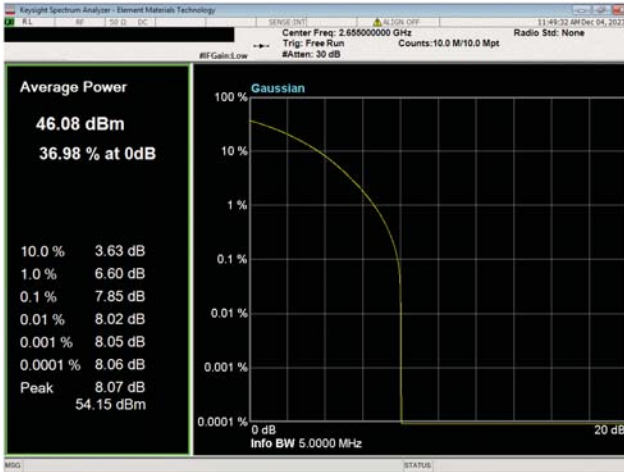 Keysight Spectrum Analyzer - Element Materials Technology
RL RF 50 Ω DC SENSE:INT ALIGN OFF 11:49:32 AM Dec 04, 2023
Center Freq: 2.655000000 GHz Radio Std: None
Trig: Free Run Counts:10.0 M/10.0 Mpt
#IFGain:Low #Atten: 30 dB
Average Power
46.08 dBm
36.98 % at 0dB
10.0 % 3.63 dB
1.0 % 6.60 dB
0.1 % 7.85 dB
0.01 % 8.02 dB
0.001 % 8.05 dB
0.0001 % 8.06 dB
Peak 8.07 dB
54.15 dBm
Gaussian
100 %
10 %
1 %
0.1 %
0.01 %
0.001 %
0.0001 %
0 dB 20 dB
Info BW 5.0000 MHz
MSG STATUS